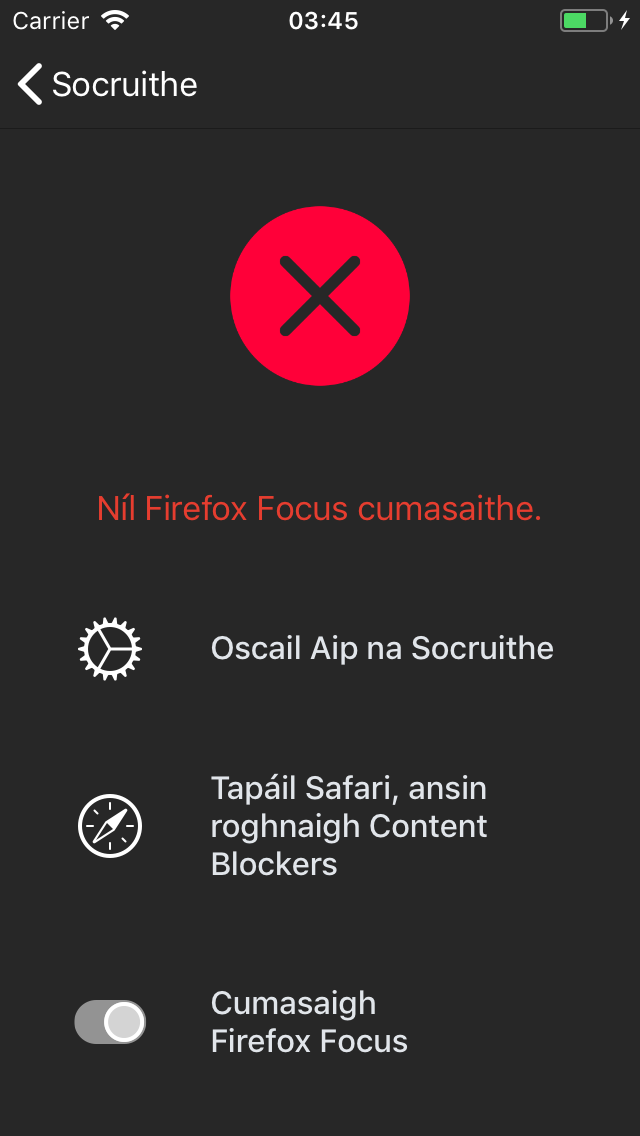 Carrier 03:45
Socruithe
Níl Firefox Focus cumasaithe.
Oscail Aip na Socruithe
Tapáil Safari, ansin
roghnaigh Content
Blockers
Cumasaigh
Firefox Focus